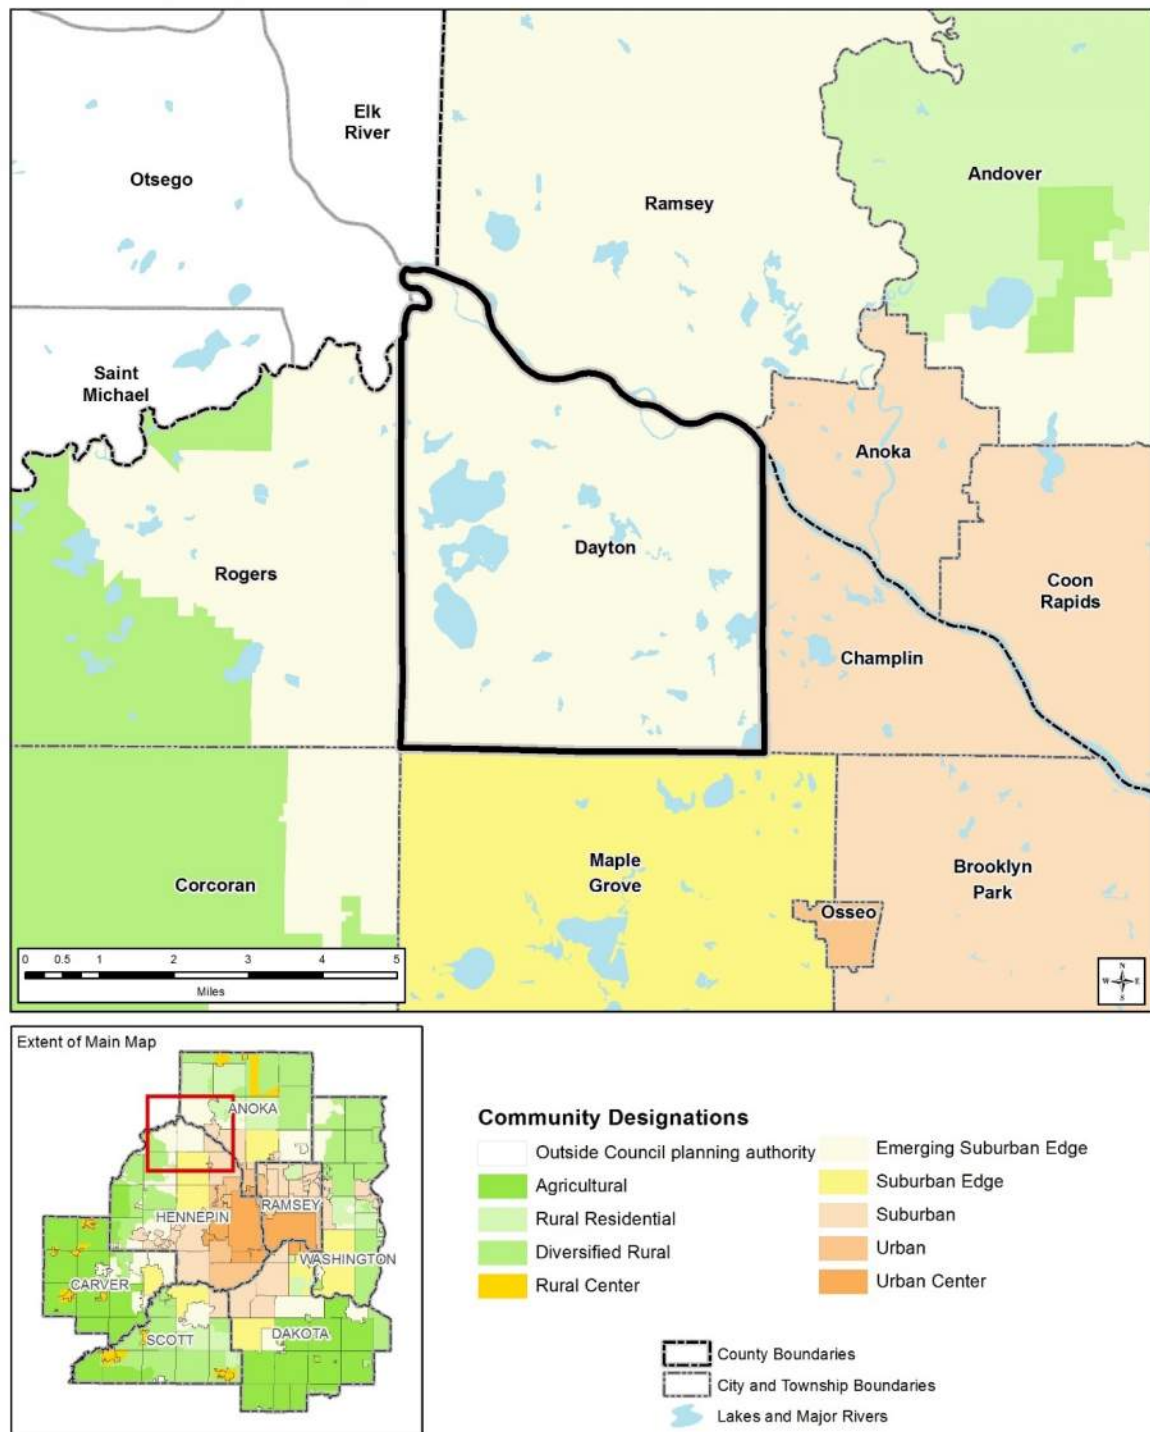 Elk
River
Otsego
Andover
Ramsey
Saint
Michael
Anoka
Dayton
Rogers
Coon
Rapids
Champlin
Maple
Grove
Brooklyn
Park
Corcoran
Osseo
0 0.5 1 2 3 4 5
Miles
N
W E
S
Extent of Main Map
ANOKA
HENNEPIN
RAMSEY
WASHINGTON
CARVER
SCOTT
DAKOTA
Community Designations
Outside Council planning authority
Agricultural
Rural Residential
Diversified Rural
Rural Center
Emerging Suburban Edge
Suburban Edge
Suburban
Urban
Urban Center
County Boundaries
City and Township Boundaries
Lakes and Major Rivers